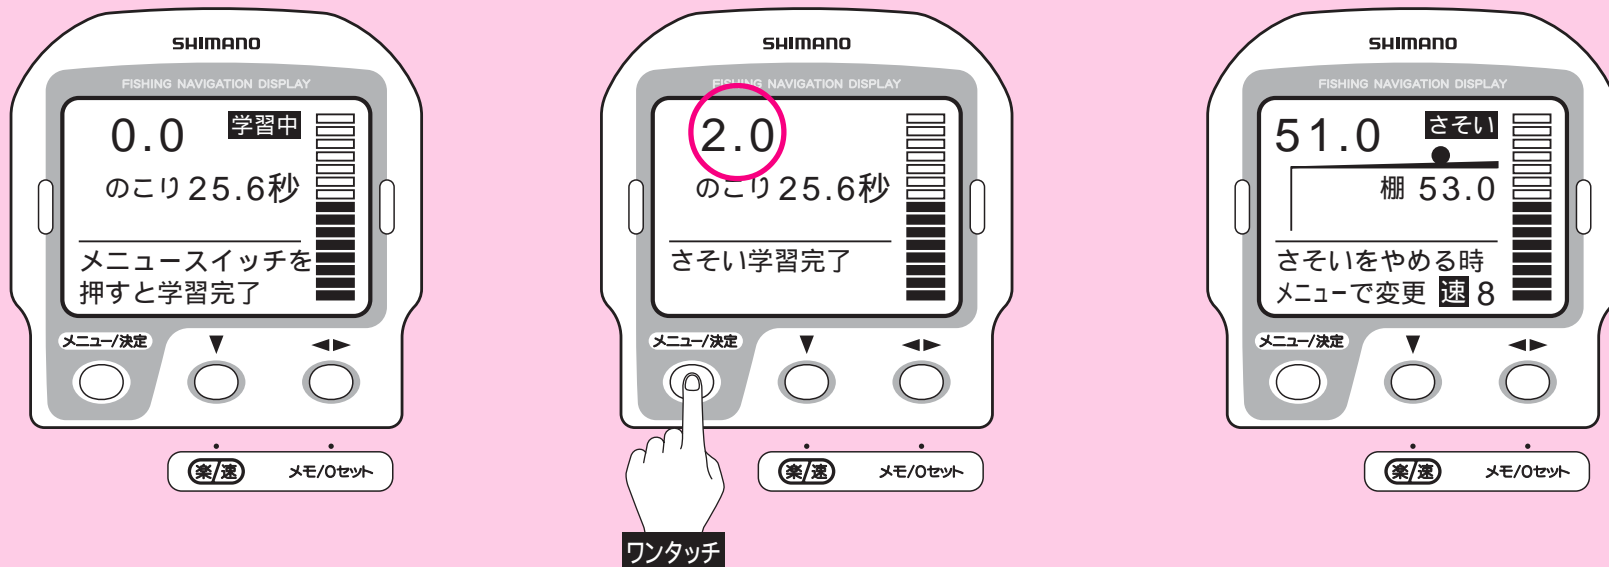 SHIMANO
FISHING NAVIGATION DISPLAY
0.0 学習中
のこり 25.6秒
メニュースイッチを
押すと学習完了
メニュー/決定 ▼ ◀▶
楽/速 メモ/0セット
SHIMANO
FISHING NAVIGATION DISPLAY
2.0
のこり 25.6秒
さそい学習完了
メニュー/決定 ▼ ◀▶
楽/速 メモ/0セット
ワンタッチ
SHIMANO
FISHING NAVIGATION DISPLAY
51.0 さそい
棚 53.0
さそいをやめる時
メニューで変更 速 8
メニュー/決定 ▼ ◀▶
楽/速 メモ/0セット